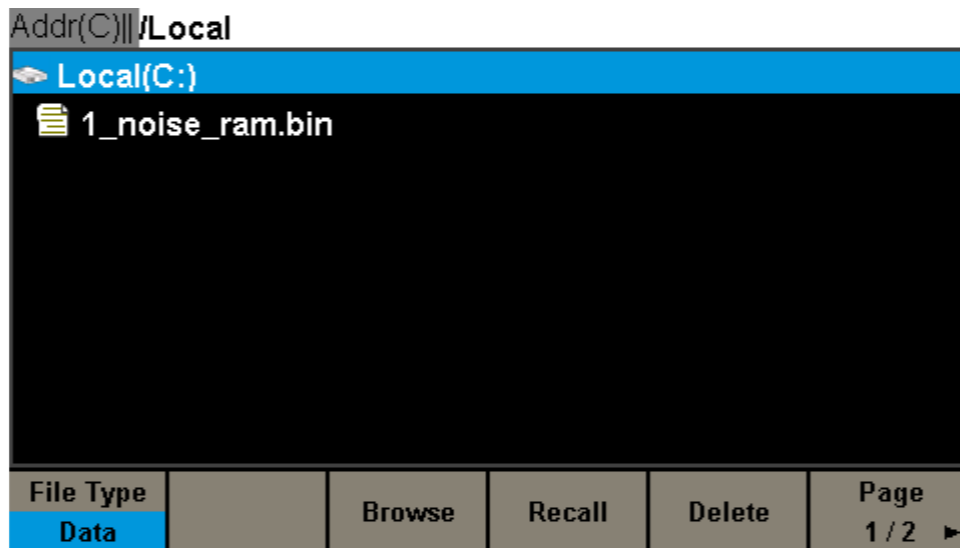 Addr(C)|| /Local
Local(C:)
1_noise_ram.bin
File Type
Data
Browse
Recall
Delete
Page
1/2 ►